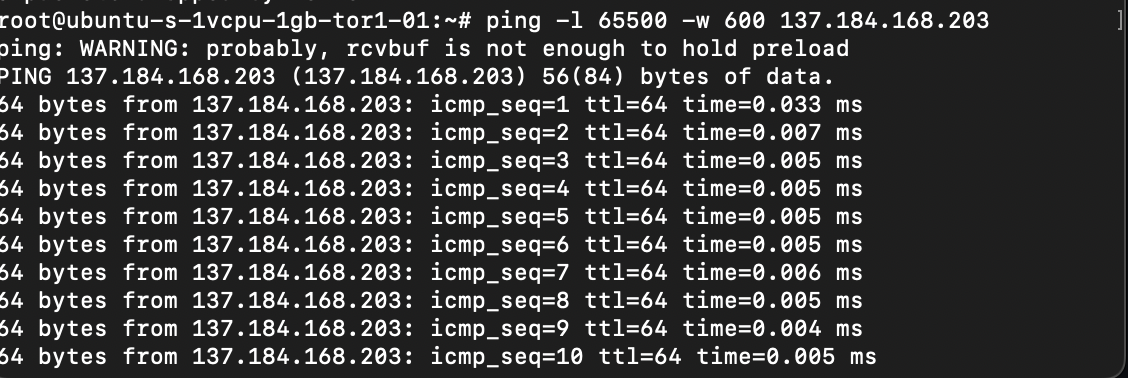 root@ubuntu-s-1vcpu-1gb-tor1-01:~# ping -l 65500 -w 600 137.184.168.203 ]
ping: WARNING: probably, rcvbuf is not enough to hold preload
PING 137.184.168.203 (137.184.168.203) 56(84) bytes of data.
64 bytes from 137.184.168.203: icmp_seq=1 ttl=64 time=0.033 ms
64 bytes from 137.184.168.203: icmp_seq=2 ttl=64 time=0.007 ms
64 bytes from 137.184.168.203: icmp_seq=3 ttl=64 time=0.005 ms
64 bytes from 137.184.168.203: icmp_seq=4 ttl=64 time=0.005 ms
64 bytes from 137.184.168.203: icmp_seq=5 ttl=64 time=0.005 ms
64 bytes from 137.184.168.203: icmp_seq=6 ttl=64 time=0.005 ms
64 bytes from 137.184.168.203: icmp_seq=7 ttl=64 time=0.006 ms
64 bytes from 137.184.168.203: icmp_seq=8 ttl=64 time=0.005 ms
64 bytes from 137.184.168.203: icmp_seq=9 ttl=64 time=0.004 ms
64 bytes from 137.184.168.203: icmp_seq=10 ttl=64 time=0.005 ms